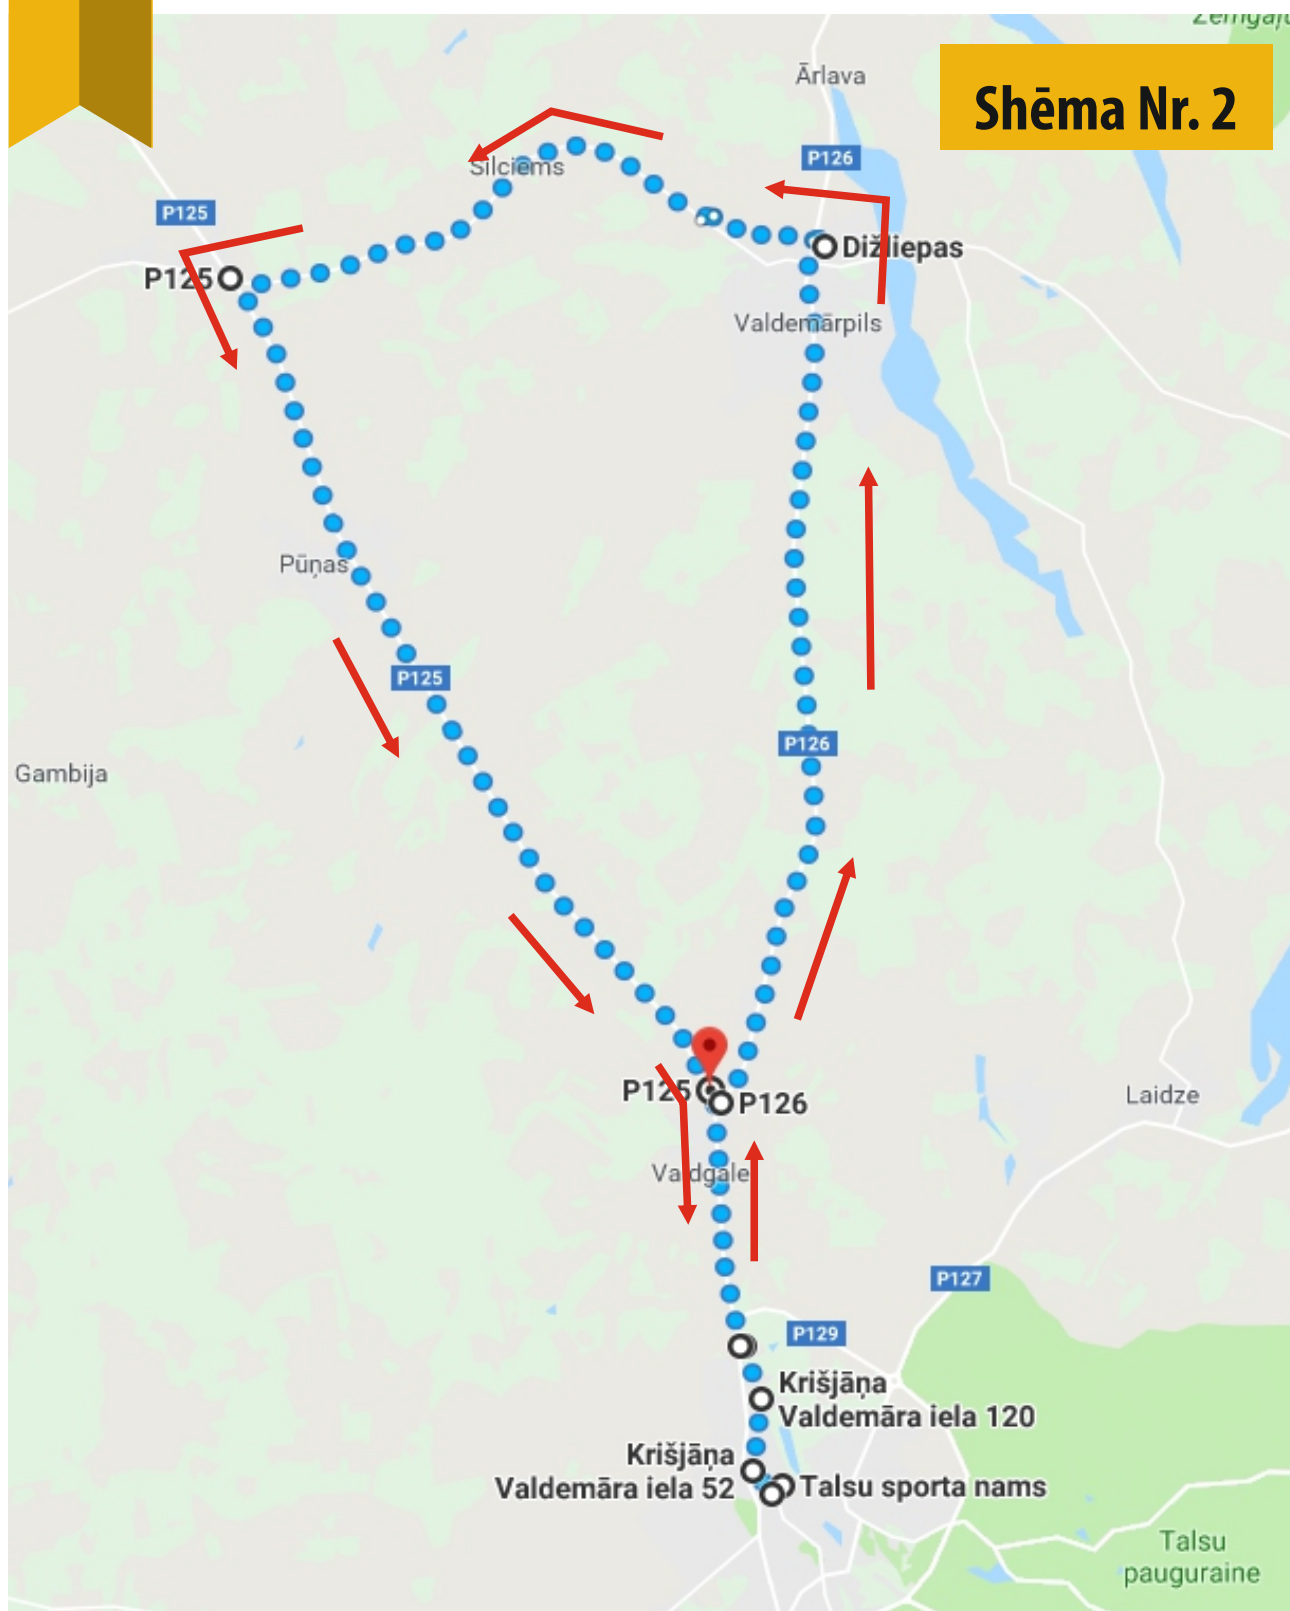 Zemgaļu
Ārlava
Shēma Nr. 2
P126
Silciems
P125
P125
Dižliepas
Valdemārpils
Pūņas
P125
P126
Gambija
P125
P126
Laidze
Valdgale
P127
P129
Krišjāņa
Valdemāra iela 120
Krišjāņa
Valdemāra iela 52
Talsu sporta nams
Talsu
pauguraine